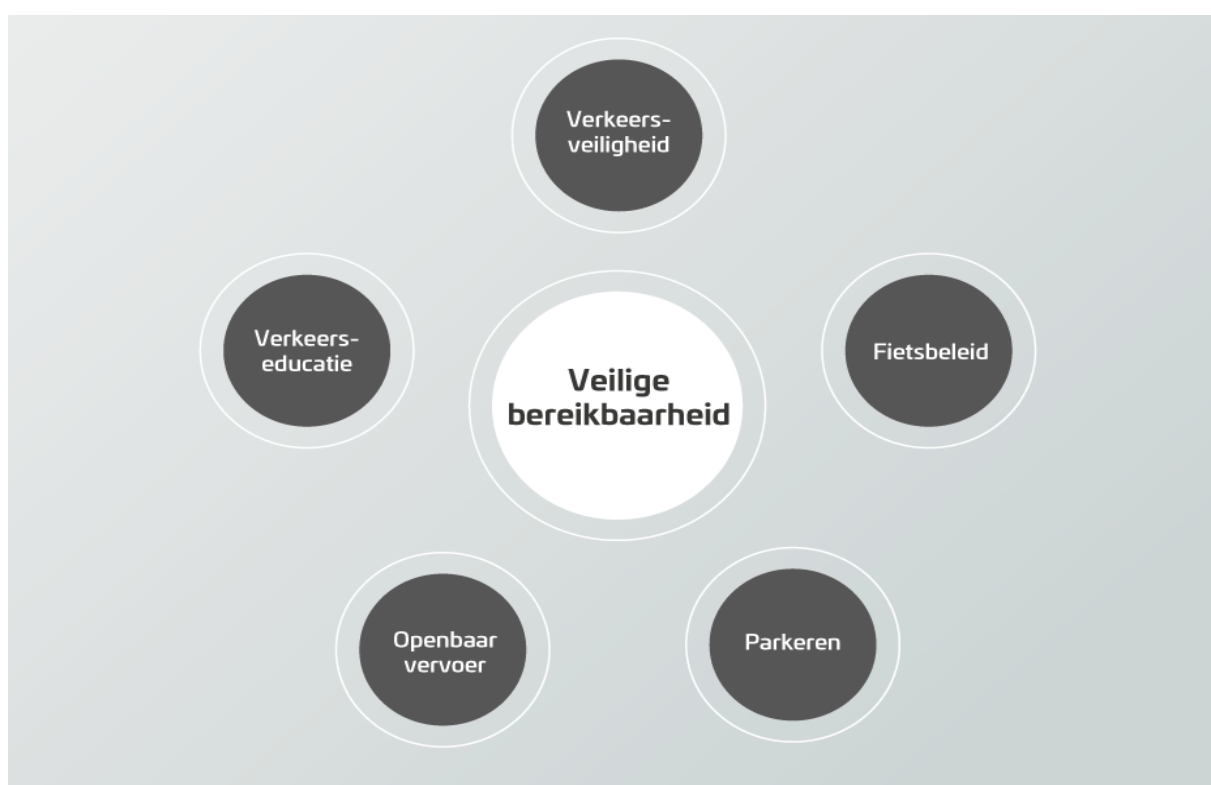 Verkeers-
veiligheid
Verkeers-
educatie
Fietsbeleid
Veilige
bereikbaarheid
Openbaar
vervoer
Parkeren